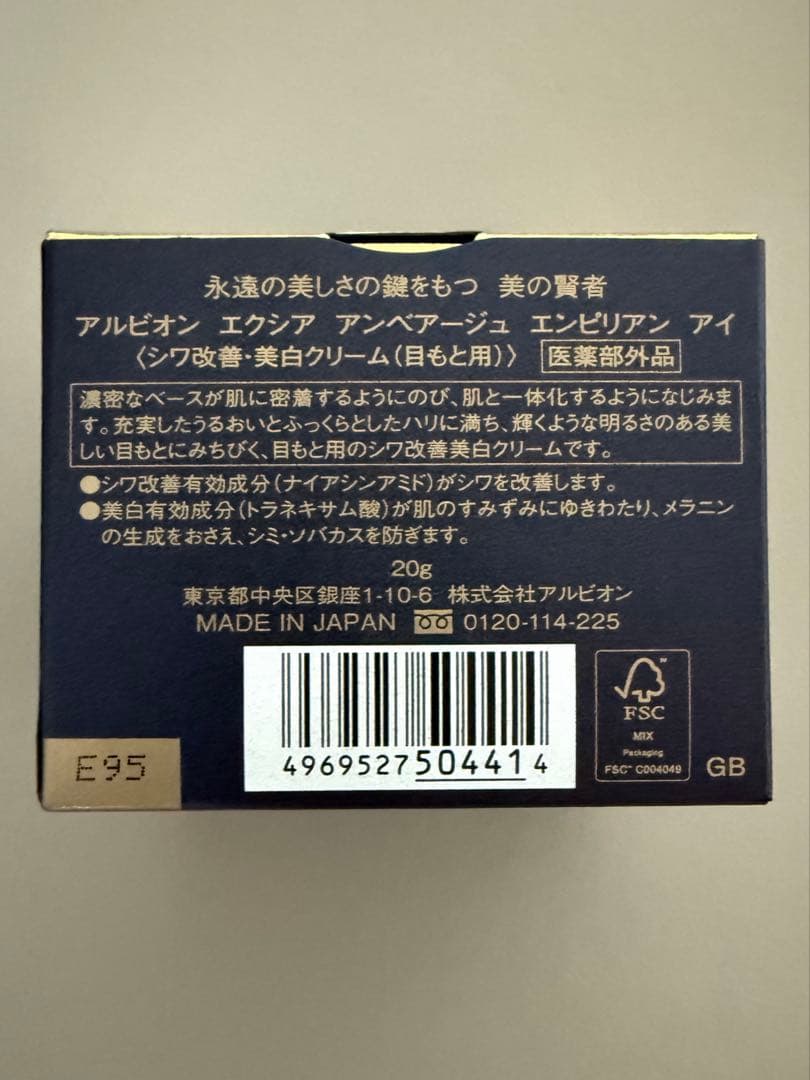 永遠の美しさの鍵をもつ 美の賢者
アルビオン エクシア アンベアージュ エンピリアン アイ
〈シワ改善・美白クリーム(目もと用)〉 医薬部外品
濃密なベースが肌に密着するようにのび、肌と一体化するようになじみま
す。充実したうるおいとふっくらとしたハリに満ち、輝くような明るさのある美
しい目もとにみちびく、目もと用のシワ改善美白クリームです。
●シワ改善有効成分(ナイアシンアミド)がシワを改善します。
●美白有効成分(トラネキサム酸)が肌のすみずみにゆきわたり、メラニン
の生成をおさえ、シミ・ソバカスを防ぎます。
20g
東京都中央区銀座1-10-6 株式会社アルビオン
MADE IN JAPAN 0120-114-225
4969527504414
FSC
MIX
Packaging
FSC™ C004049
GB
E95